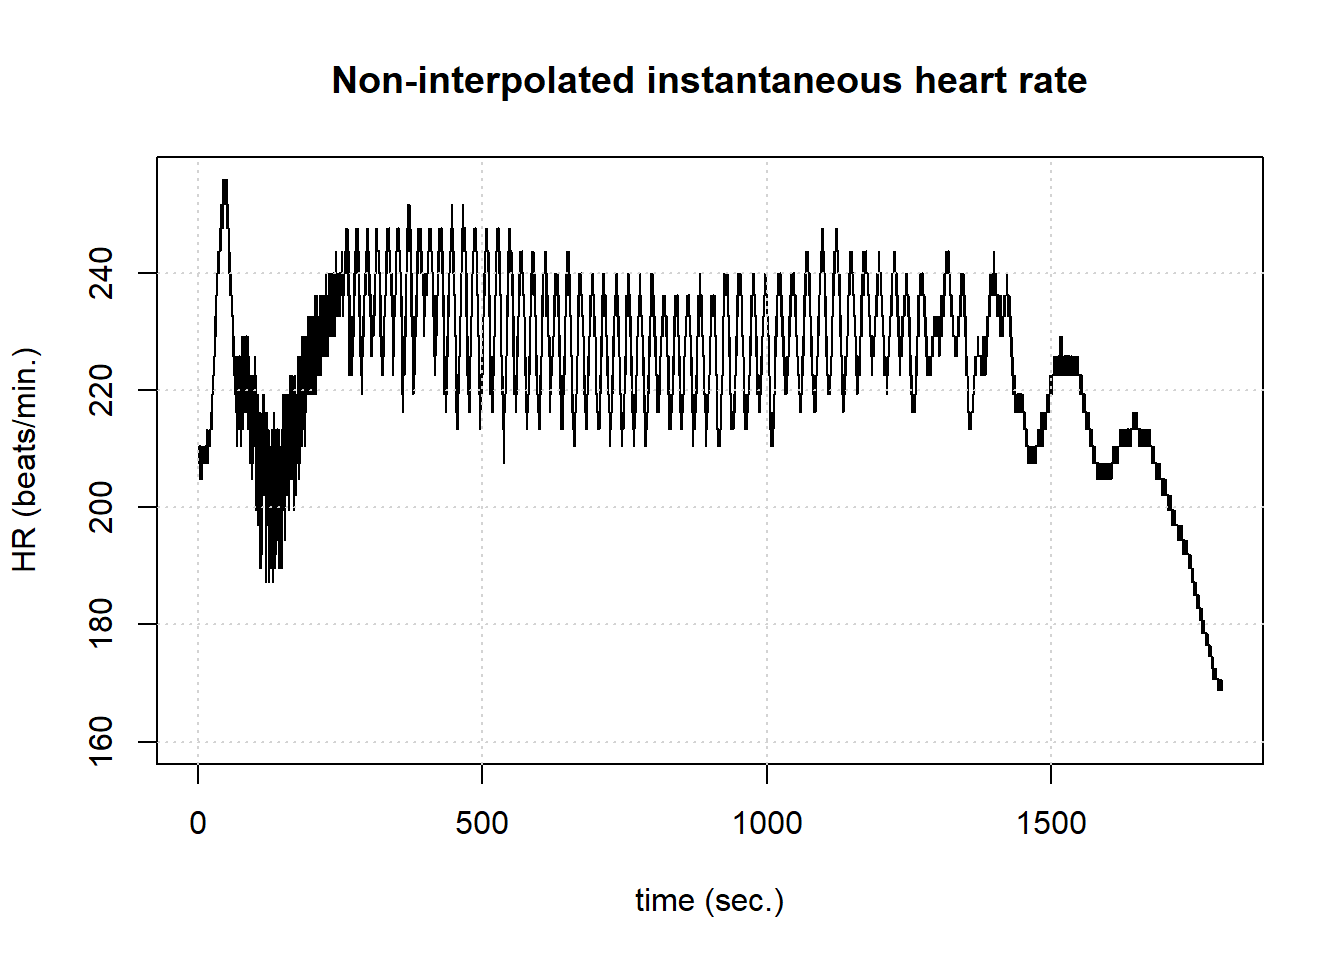 Non-interpolated instantaneous heart rate
HR (beats/min.)
240
220
200
180
160
0 500 1000 1500
time (sec.)